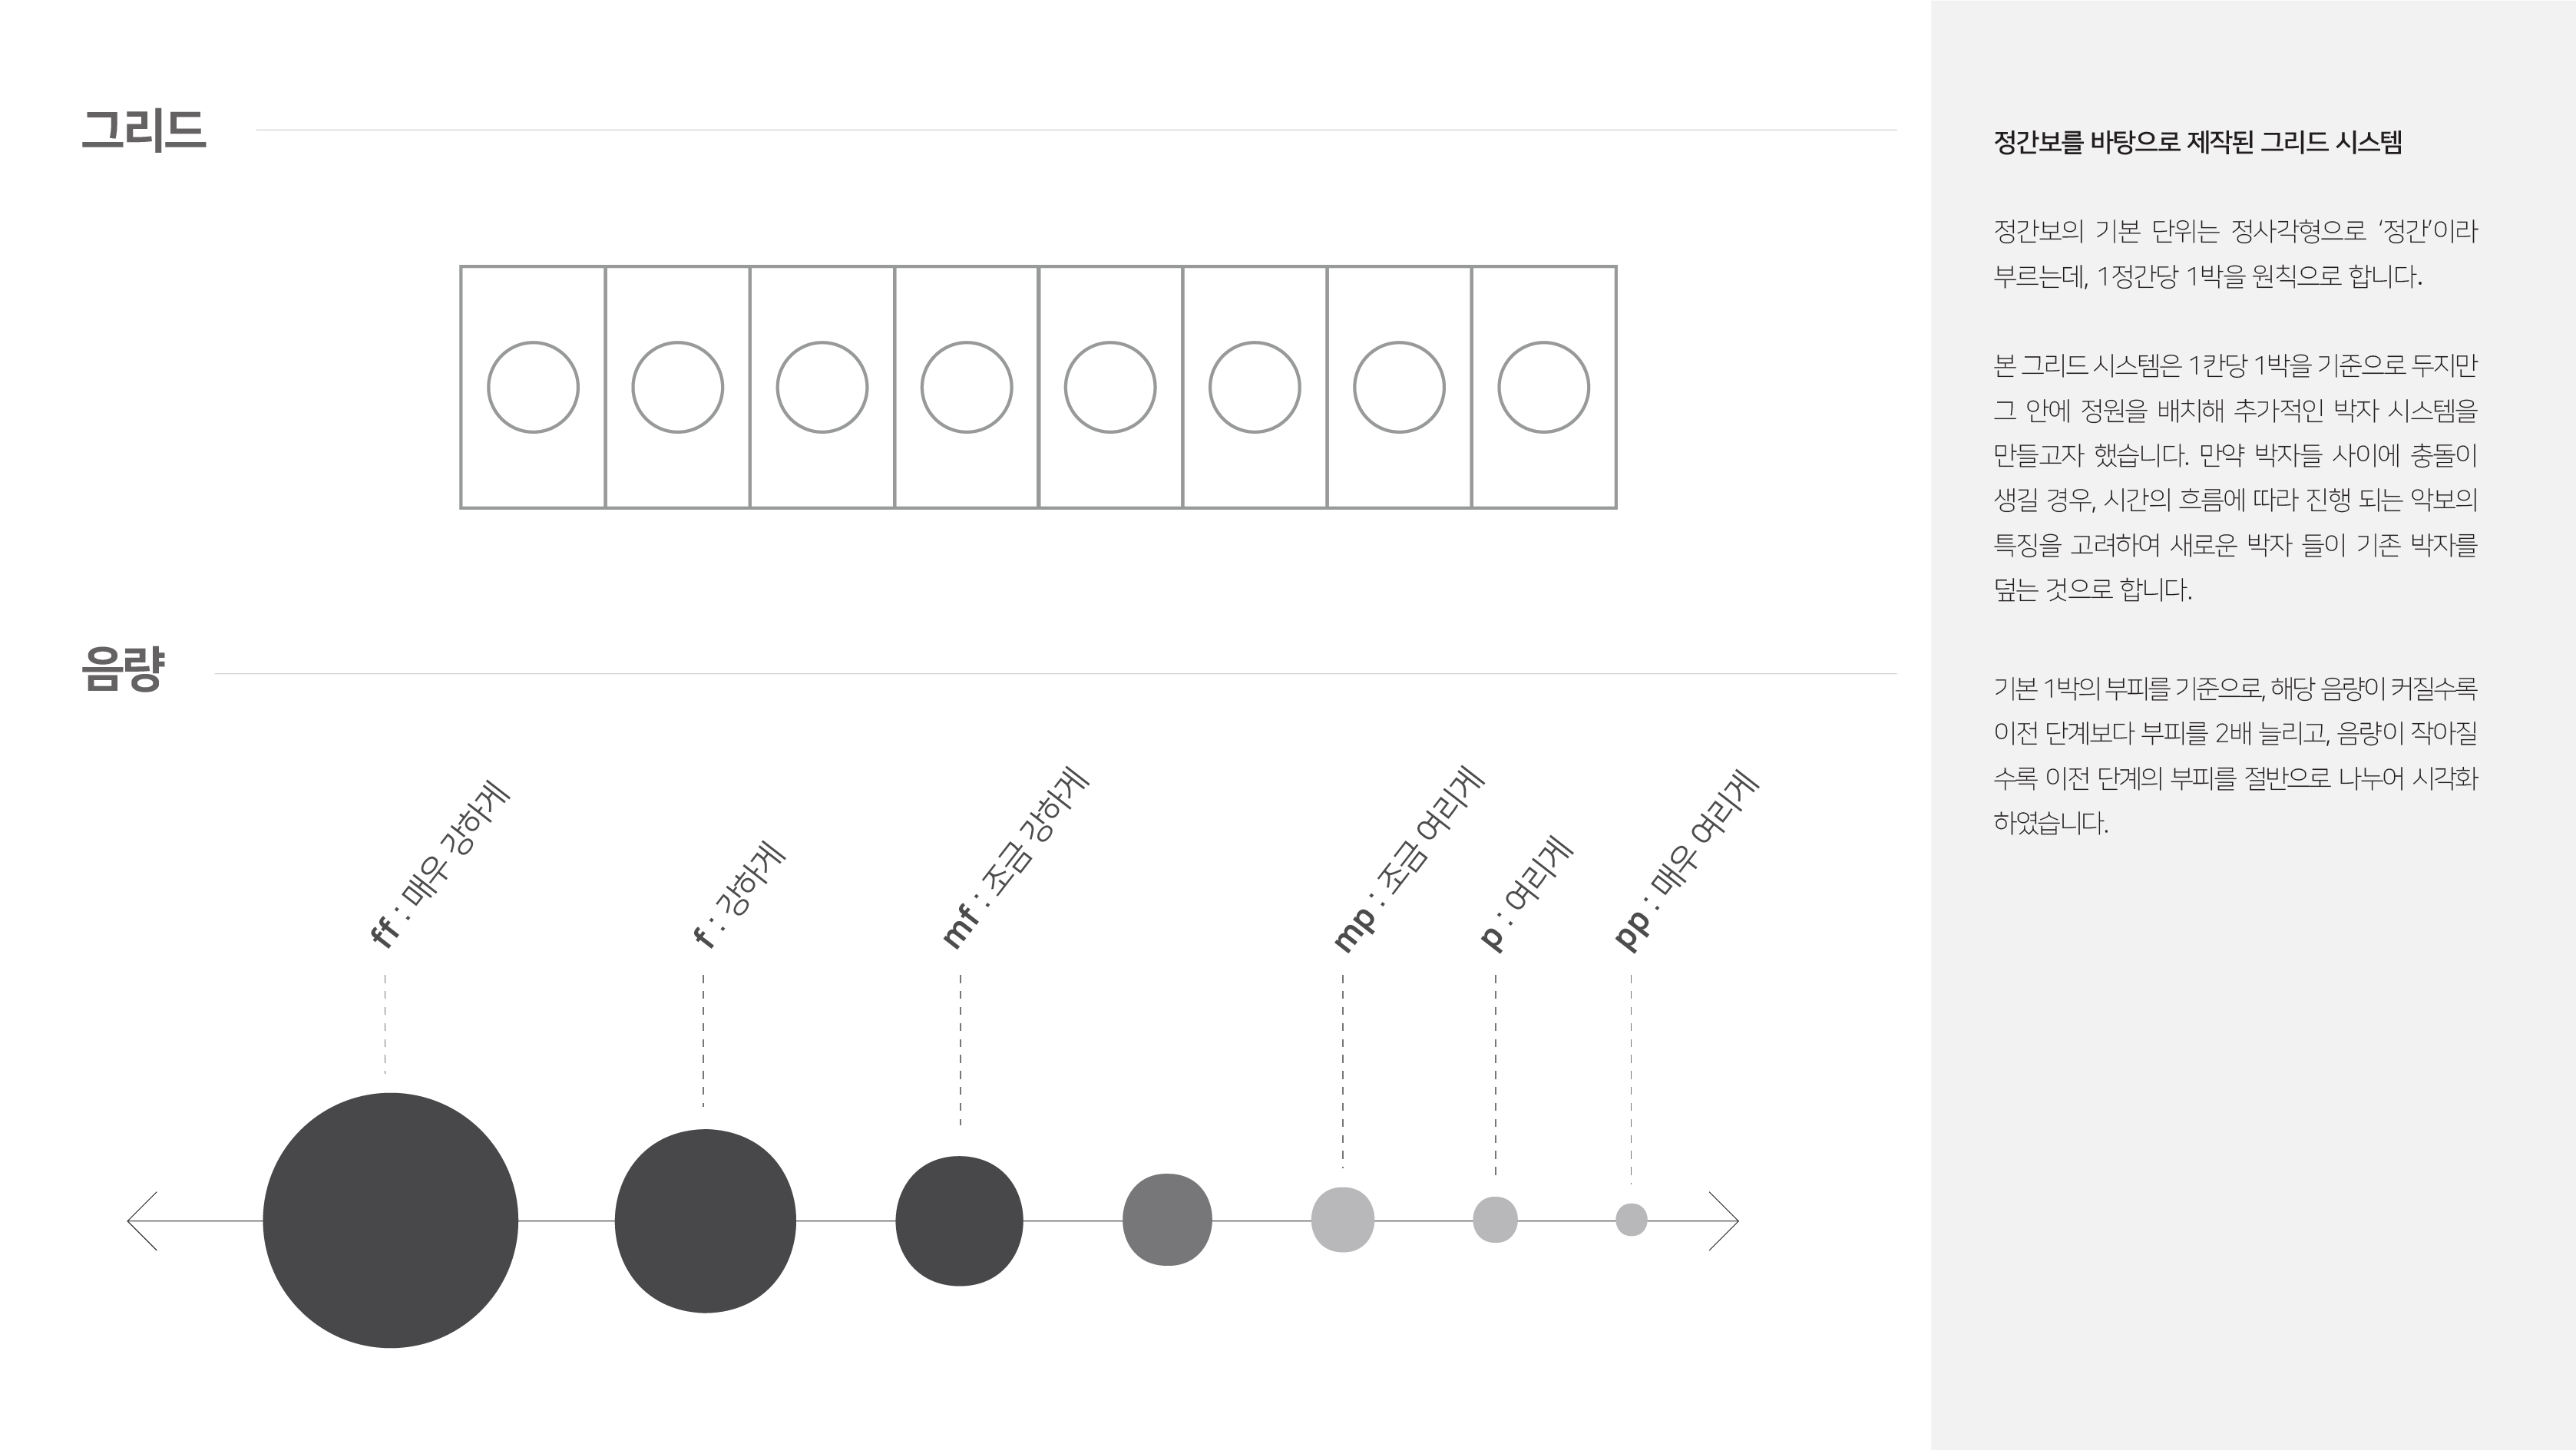 그리드
음량
ff : 매우 강하게
f : 강하게
mf : 조금 강하게
mp : 조금 여리게
p : 여리게
pp : 매우 여리게
정간보를 바탕으로 제작된 그리드 시스템
정간보의 기본 단위는 정사각형으로 ‘정간’이라
부르는데, 1정간당 1박을 원칙으로 합니다.
본 그리드 시스템은 1칸당 1박을 기준으로 두지만
그 안에 정원을 배치해 추가적인 박자 시스템을
만들고자 했습니다. 만약 박자들 사이에 충돌이
생길 경우, 시간의 흐름에 따라 진행 되는 악보의
특징을 고려하여 새로운 박자 들이 기존 박자를
덮는 것으로 합니다.
기본 1박의 부피를 기준으로, 해당 음량이 커질수록
이전 단계보다 부피를 2배 늘리고, 음량이 작아질
수록 이전 단계의 부피를 절반으로 나누어 시각화
하였습니다.